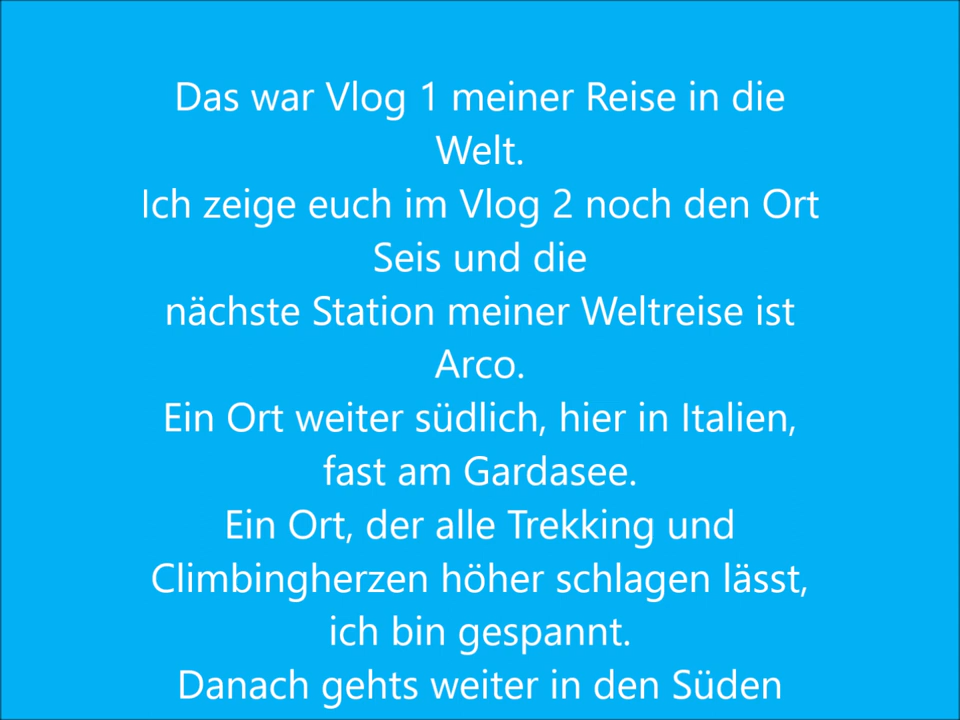 Das war Vlog 1 meiner Reise in die
Welt.
Ich zeige euch im Vlog 2 noch den Ort
Seis und die
nächste Station meiner Weltreise ist
Arco.
Ein Ort weiter südlich, hier in Italien,
fast am Gardasee.
Ein Ort, der alle Trekking und
Climbingherzen höher schlagen lässt,
ich bin gespannt.
Danach gehts weiter in den Süden